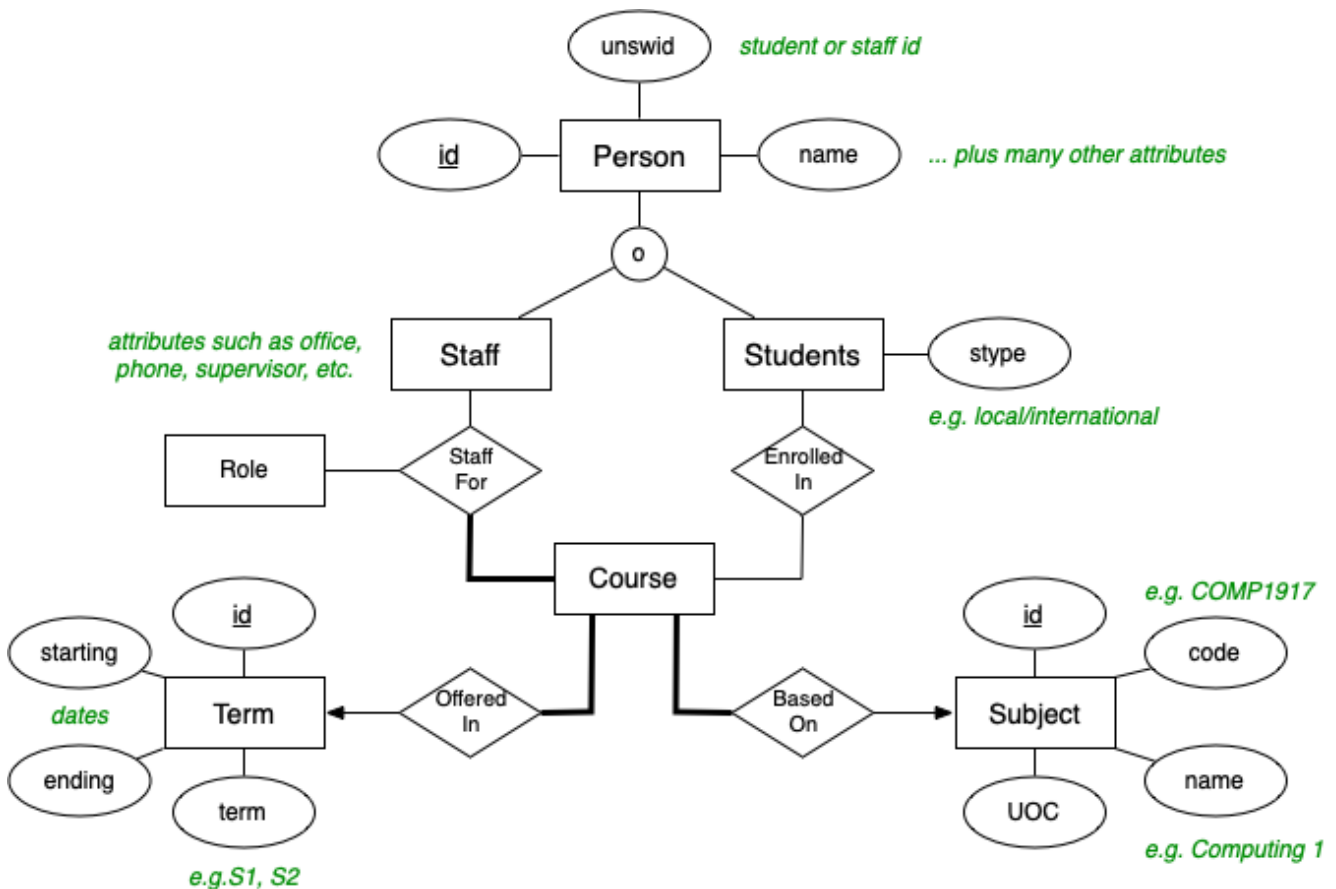 unswid
student or staff id
id
Person
name
... plus many other attributes
o
attributes such as office,
phone, supervisor, etc.
Staff
Students
stype
e.g. local/international
Role
Staff
For
Enrolled
In
Course
id
starting
dates
Term
ending
term
e.g.S1, S2
Offered
In
Based
On
id
e.g. COMP1917
code
Subject
UOC
name
e.g. Computing 1